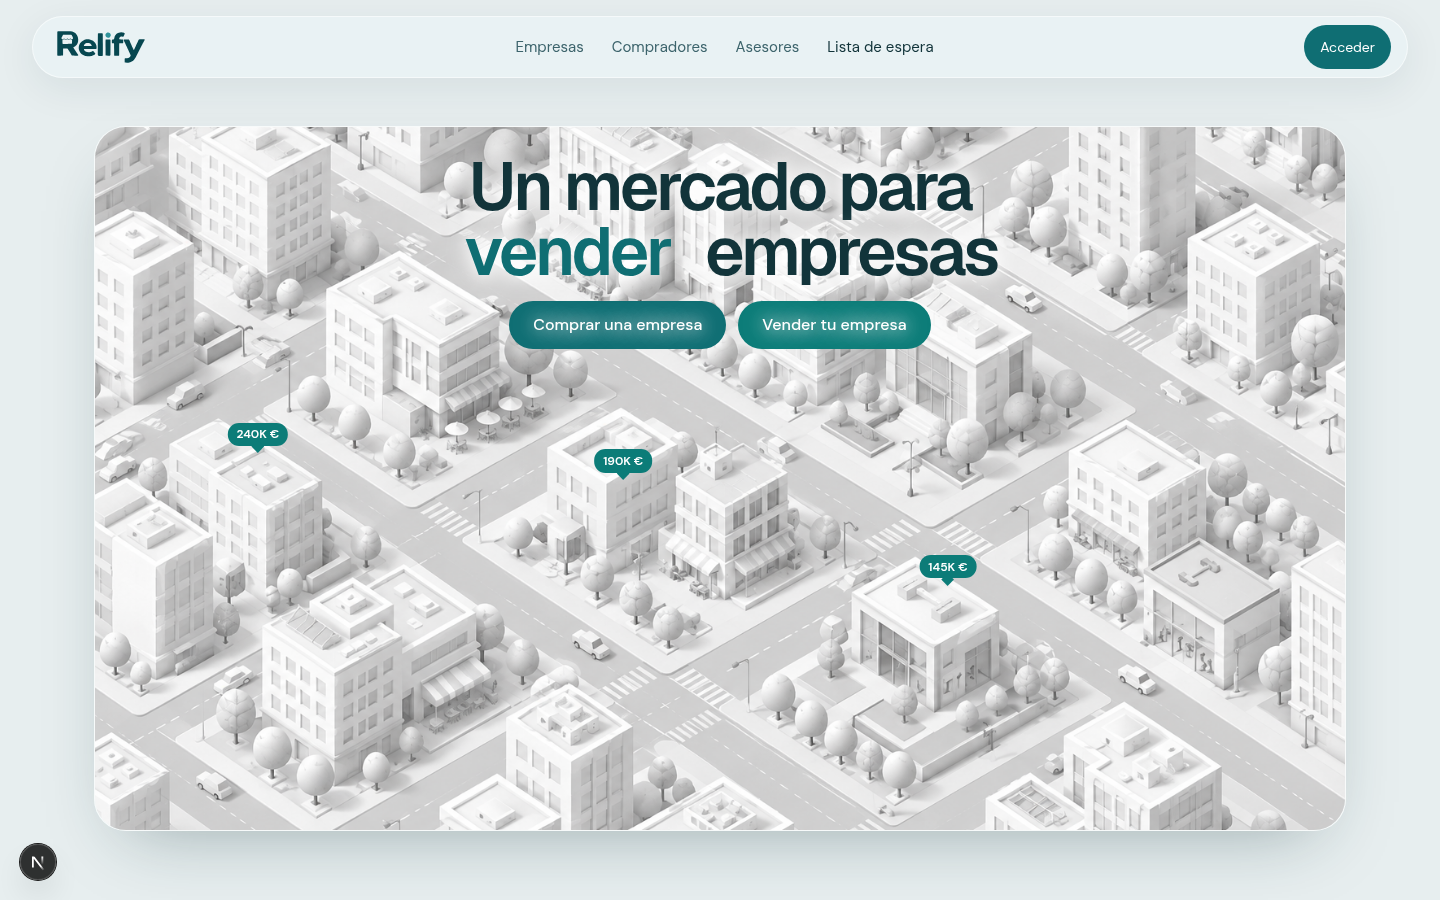 Relify
Empresas
Compradores
Asesores
Lista de espera
Acceder
Un mercado para
vender empresas
Comprar una empresa
Vender tu empresa
240K €
190K €
145K €
N